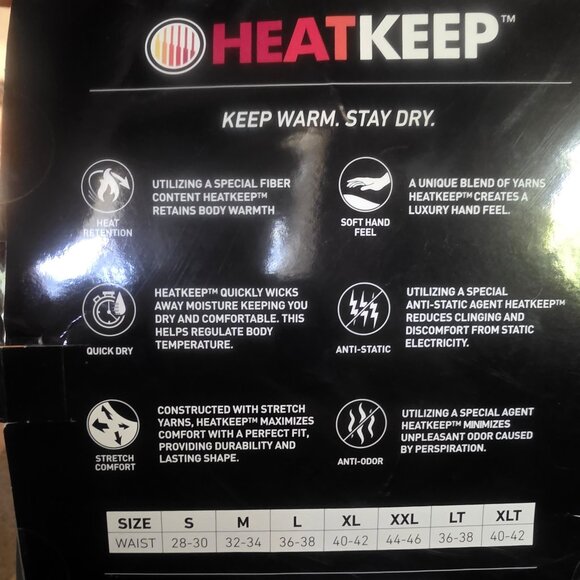 HEATKEEP™
KEEP WARM. STAY DRY.
HEAT
RETENTION
UTILIZING A SPECIAL FIBER
CONTENT HEATKEEP™
RETAINS BODY WARMTH
SOFT HAND
FEEL
A UNIQUE BLEND OF YARNS
HEATKEEP™ CREATES A
LUXURY HAND FEEL.
QUICK DRY
HEATKEEP™ QUICKLY WICKS
AWAY MOISTURE KEEPING YOU
DRY AND COMFORTABLE. THIS
HELPS REGULATE BODY
TEMPERATURE.
ANTI-STATIC
UTILIZING A SPECIAL
ANTI-STATIC AGENT HEATKEEP™
REDUCES CLINGING AND
DISCOMFORT FROM STATIC
ELECTRICITY.
STRETCH
COMFORT
CONSTRUCTED WITH STRETCH
YARNS, HEATKEEP™ MAXIMIZES
COMFORT WITH A PERFECT FIT,
PROVIDING DURABILITY AND
LASTING SHAPE.
ANTI-ODOR
UTILIZING A SPECIAL AGENT
HEATKEEP™ MINIMIZES
UNPLEASANT ODOR CAUSED
BY PERSPIRATION.
SIZE S M L XL XXL LT XLT
WAIST 28-30 32-34 36-38 40-42 44-46 36-38 40-42